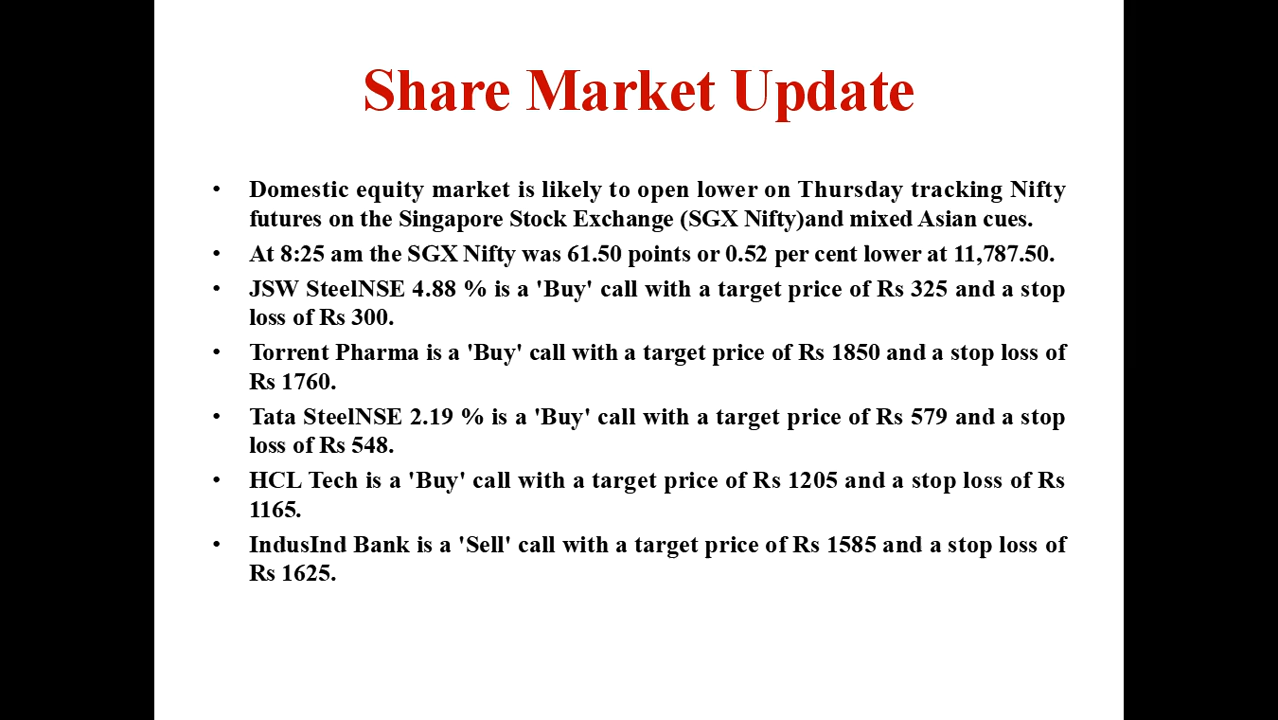 Share Market Update
• Domestic equity market is likely to open lower on Thursday tracking Nifty
futures on the Singapore Stock Exchange (SGX Nifty)and mixed Asian cues.
• At 8:25 am the SGX Nifty was 61.50 points or 0.52 per cent lower at 11,787.50.
• JSW SteelNSE 4.88 % is a 'Buy' call with a target price of Rs 325 and a stop
loss of Rs 300.
• Torrent Pharma is a 'Buy' call with a target price of Rs 1850 and a stop loss of
Rs 1760.
• Tata SteelNSE 2.19 % is a 'Buy' call with a target price of Rs 579 and a stop
loss of Rs 548.
• HCL Tech is a 'Buy' call with a target price of Rs 1205 and a stop loss of Rs
1165.
• IndusInd Bank is a 'Sell' call with a target price of Rs 1585 and a stop loss of
Rs 1625.